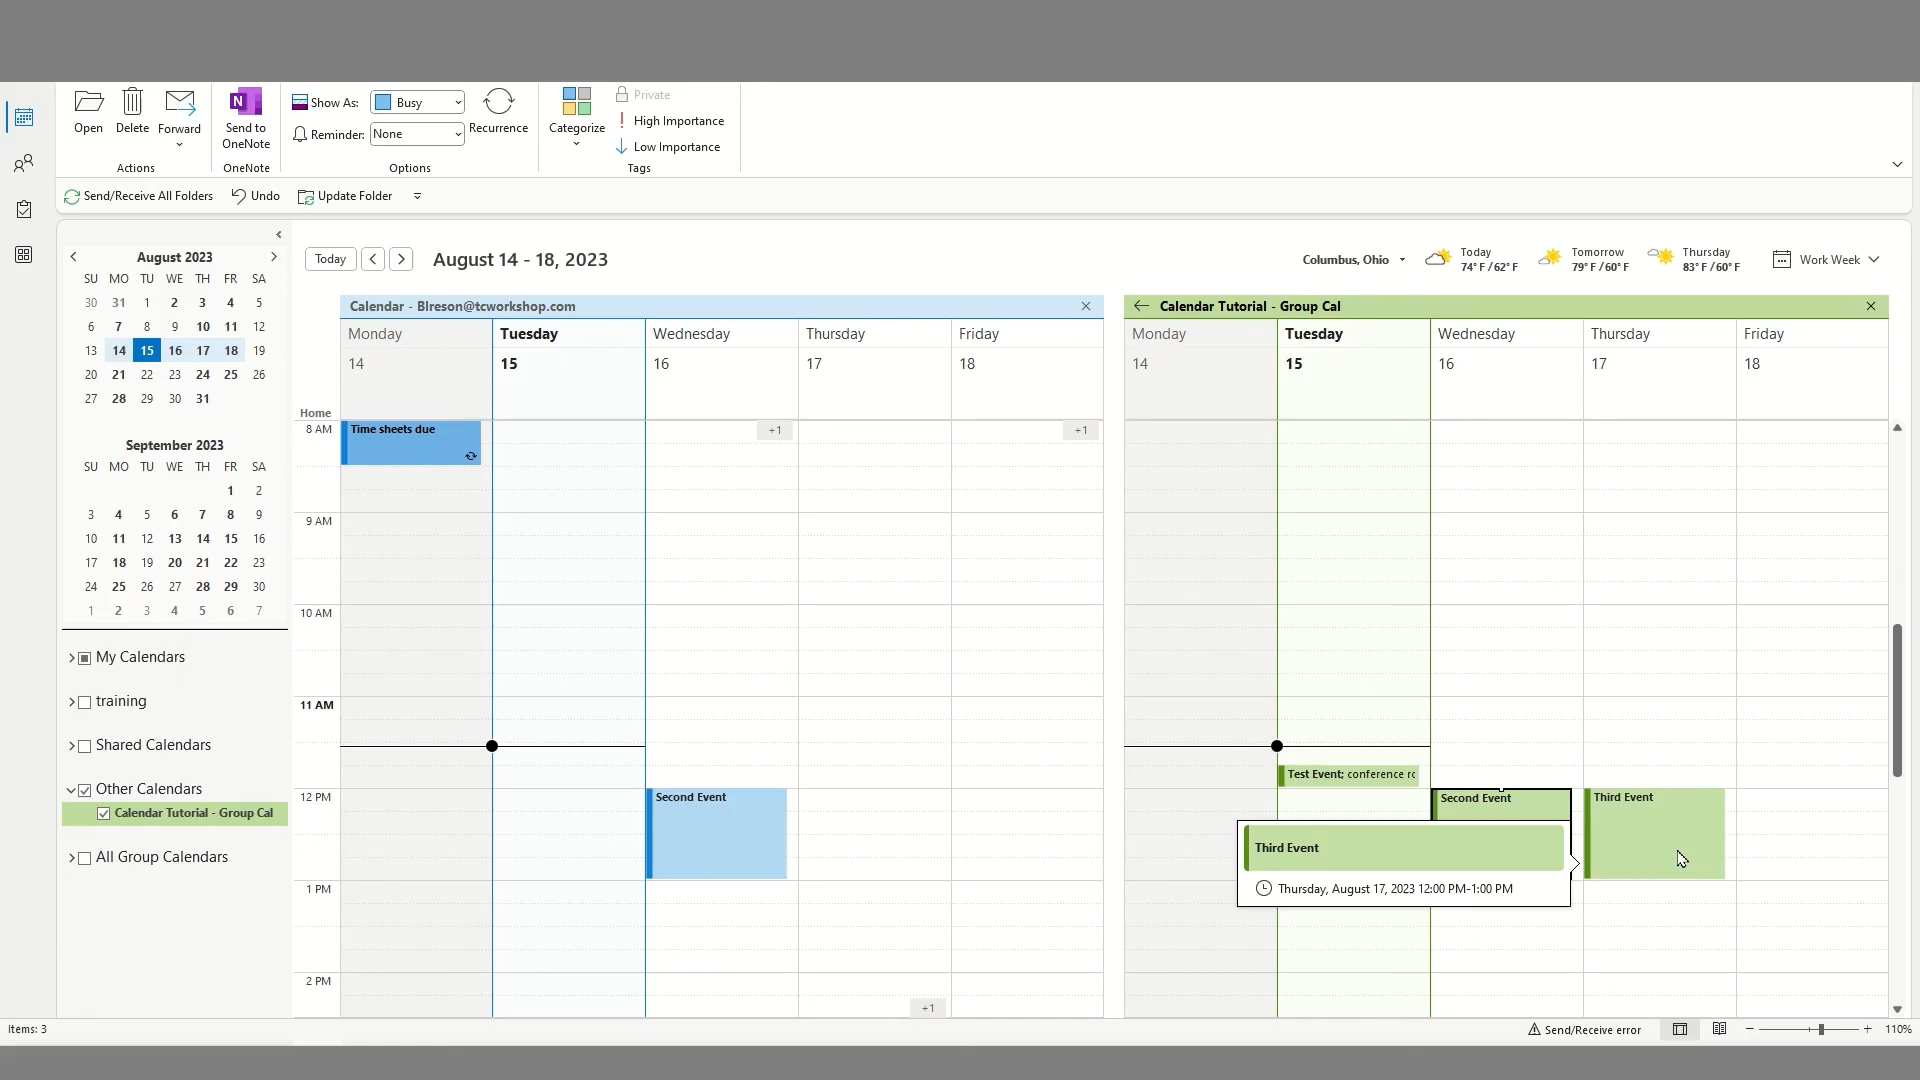 Open
Delete
Forward
Actions
N
Send to
OneNote
OneNote
Show As:
Busy
Reminder:
None
Recurrence
Options
Categorize
Private
High Importance
Low Importance
Tags
Send/Receive All Folders
Undo
Update Folder
August 2023
SU MO TU WE TH FR SA
30 31 1 2 3 4 5
6 7 8 9 10 11 12
13 14 15 16 17 18 19
20 21 22 23 24 25 26
27 28 29 30 31
September 2023
SU MO TU WE TH FR SA
1 2
3 4 5 6 7 8 9
10 11 12 13 14 15 16
17 18 19 20 21 22 23
24 25 26 27 28 29 30
1 2 3 4 5 6 7
My Calendars
training
Shared Calendars
Other Calendars
Calendar Tutorial - Group Cal
All Group Calendars
Today
August 14 - 18, 2023
Columbus, Ohio
Today
74° F / 62° F
Tomorrow
79° F / 60° F
Thursday
83° F / 60° F
Work Week
Calendar - Blreson@tcworkshop.com
Monday Tuesday Wednesday Thursday Friday
14 15 16 17 18
Home
8 AM
9 AM
10 AM
11 AM
12 PM
1 PM
2 PM
Time sheets due
+1
+1
Second Event
+1
Calendar Tutorial - Group Cal
Monday Tuesday Wednesday Thursday Friday
14 15 16 17 18
Test Event; conference rc
Second Event
Third Event
Third Event
Thursday, August 17, 2023 12:00 PM-1:00 PM
Items: 3
Send/Receive error
110%